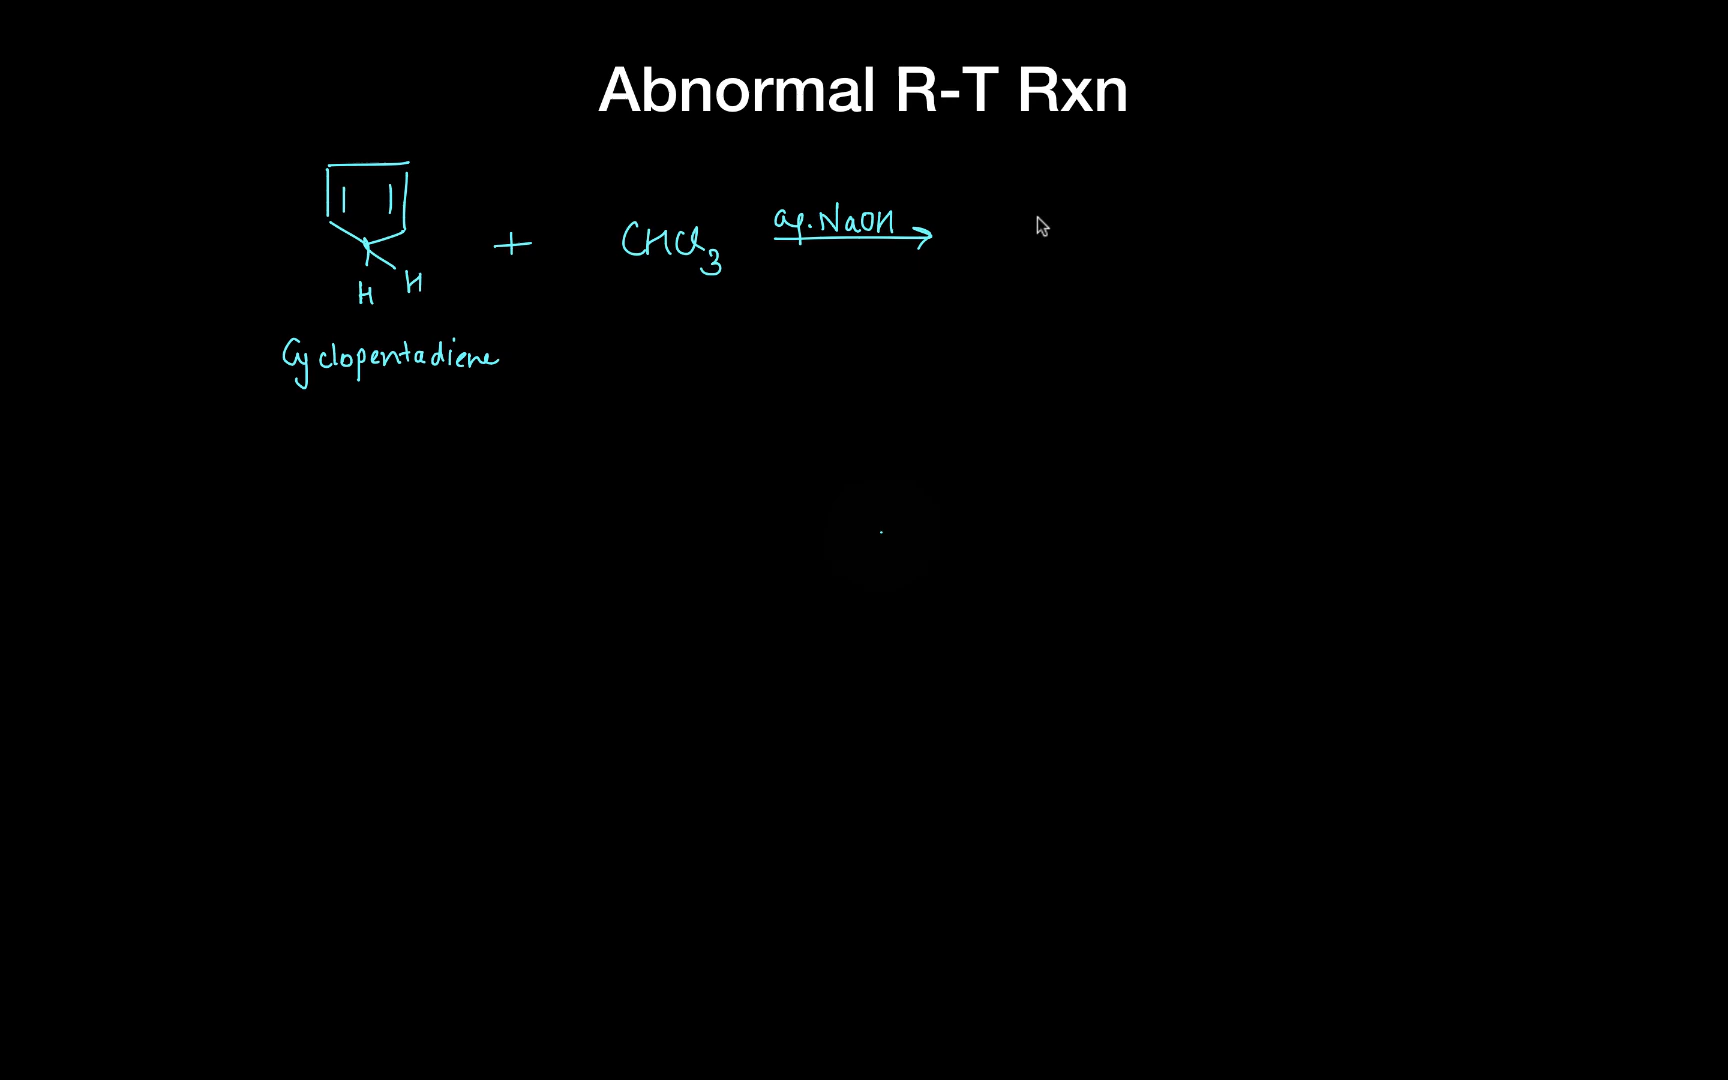 Abnormal R-T Rxn
+ CHCl3 aq. NaOH
H H
Cyclopentadiene